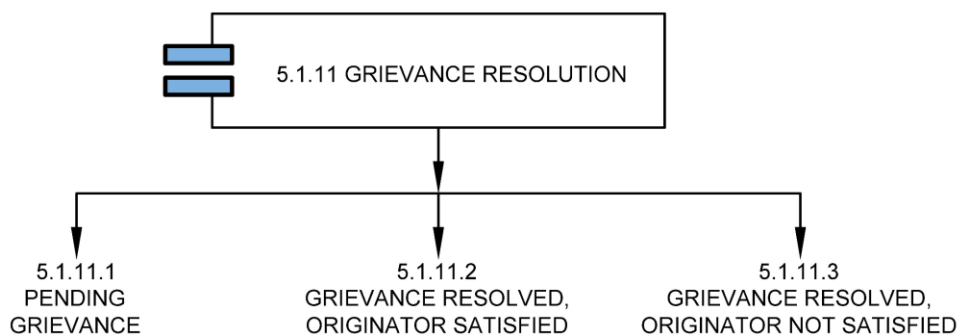 5.1.11 GRIEVANCE RESOLUTION
5.1.11.1
PENDING
GRIEVANCE
5.1.11.2
GRIEVANCE RESOLVED,
ORIGINATOR SATISFIED
5.1.11.3
GRIEVANCE RESOLVED,
ORIGINATOR NOT SATISFIED